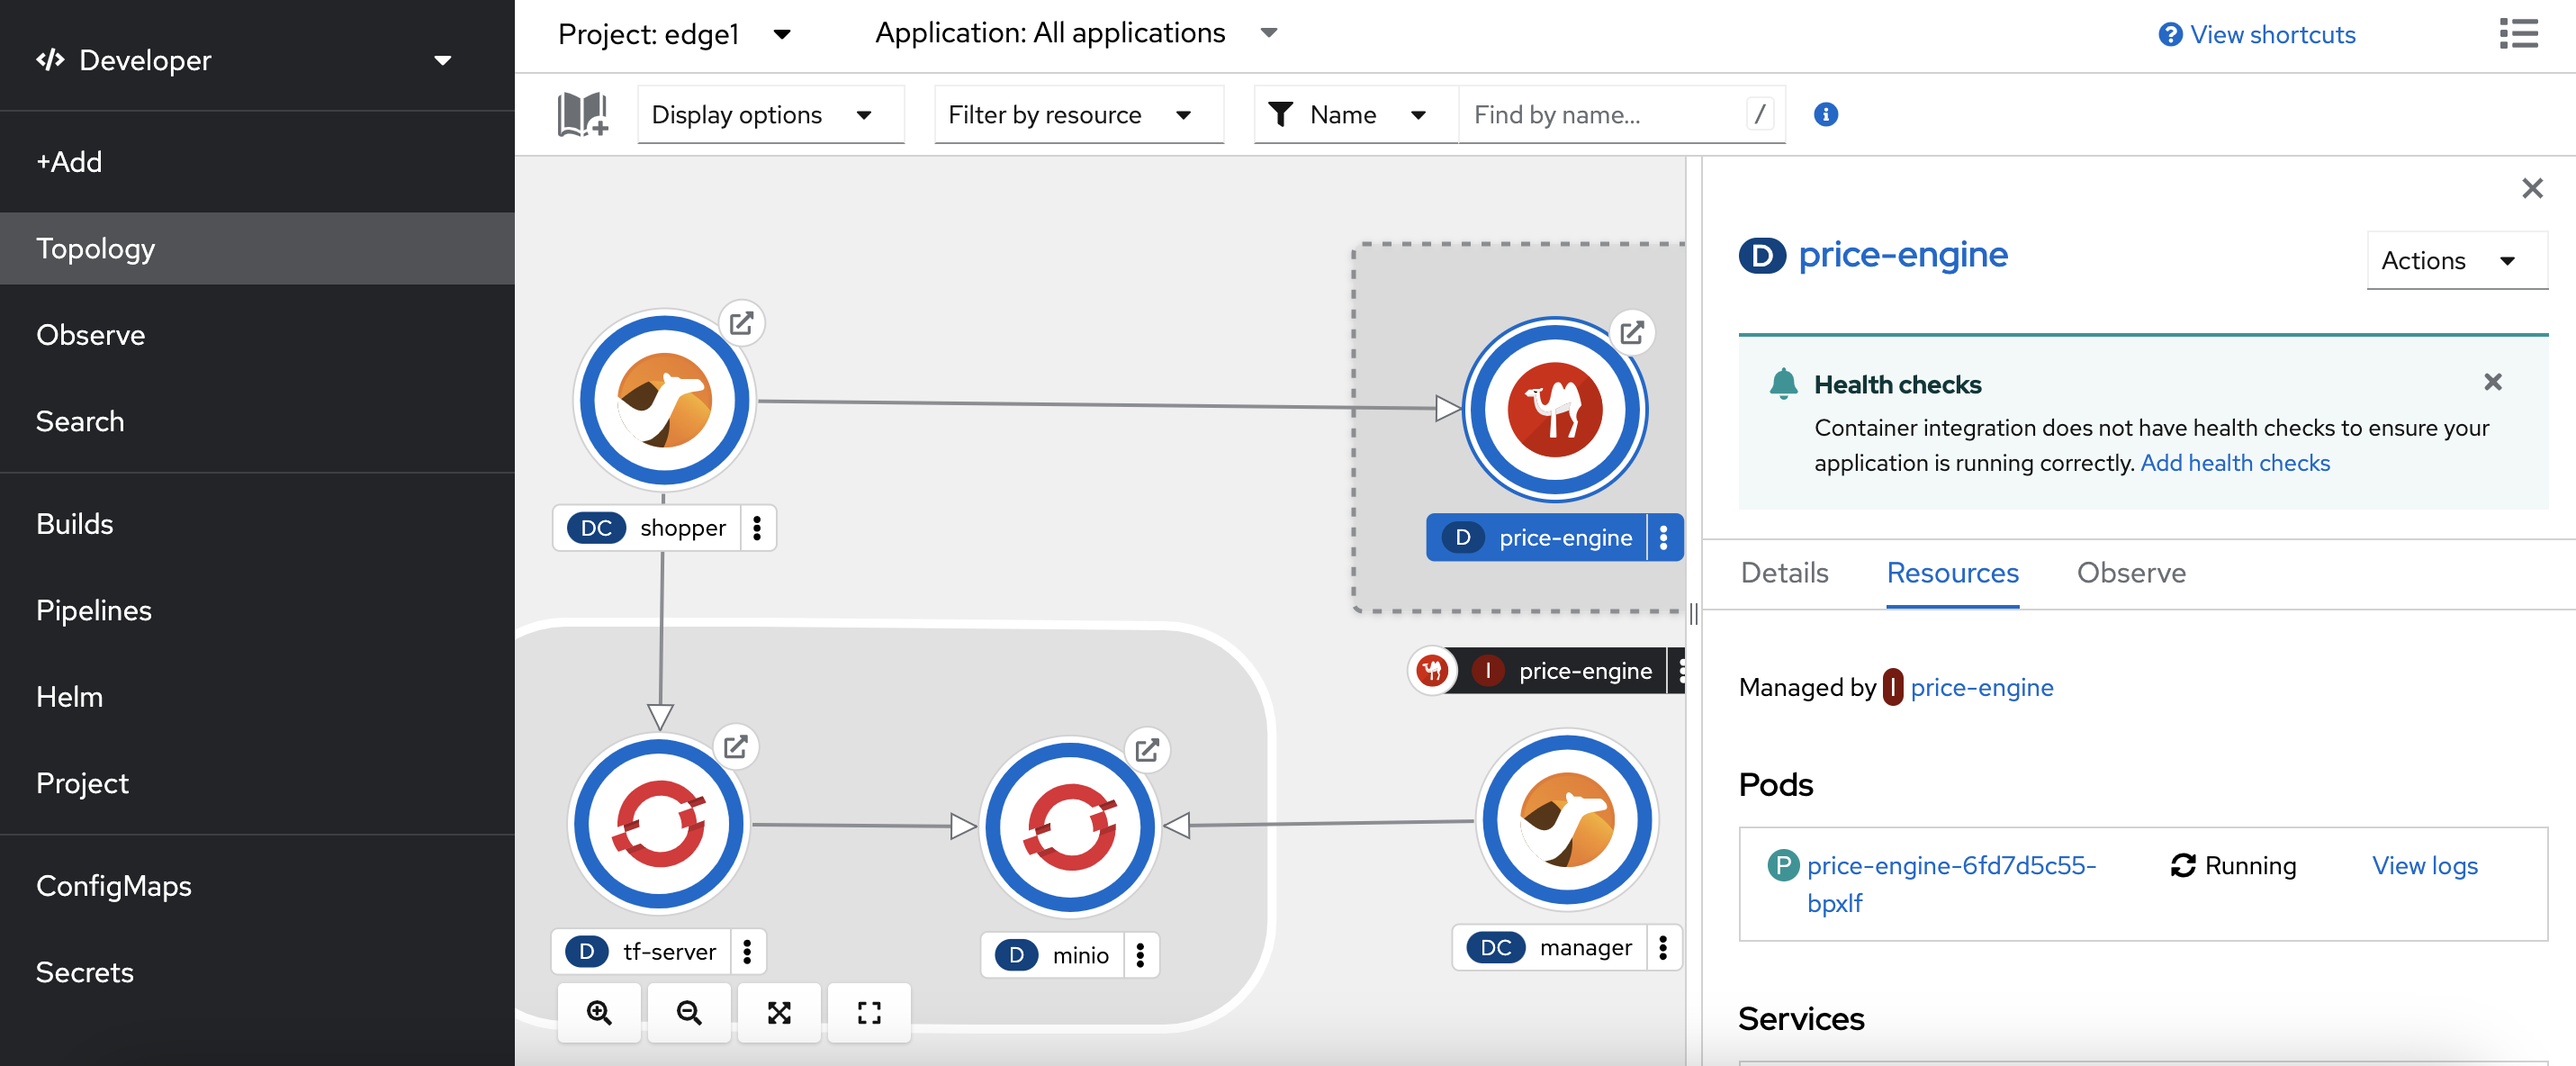 </> Developer
+Add
Topology
Observe
Search
Builds
Pipelines
Helm
Project
ConfigMaps
Secrets
Project: edge1
Application: All applications
? View shortcuts
Display options
Filter by resource
Name
Find by name...
/
i
DC shopper
D price-engine
I price-engine
D tf-server
D minio
DC manager
D price-engine
Actions
Health checks
Container integration does not have health checks to ensure your
application is running correctly. Add health checks
Details
Resources
Observe
Managed by I price-engine
Pods
P price-engine-6fd7d5c55-
bpxlf
Running
View logs
Services